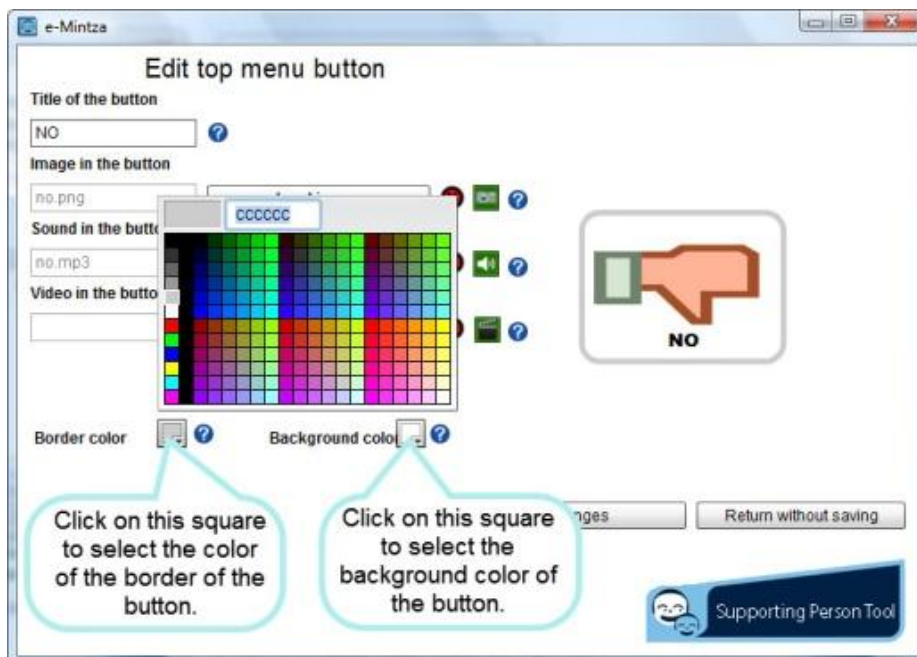 e-Mintza
Edit top menu button
Title of the button
NO
Image in the button
no.png
CCCCCC
Sound in the butto
no.mp3
Video in the butto
NO
Border color
Background colo
Click on this square
to select the color
of the border of the
button.
Click on this square
to select the
background color of
the button.
nges
Return without saving
Supporting Person Tool